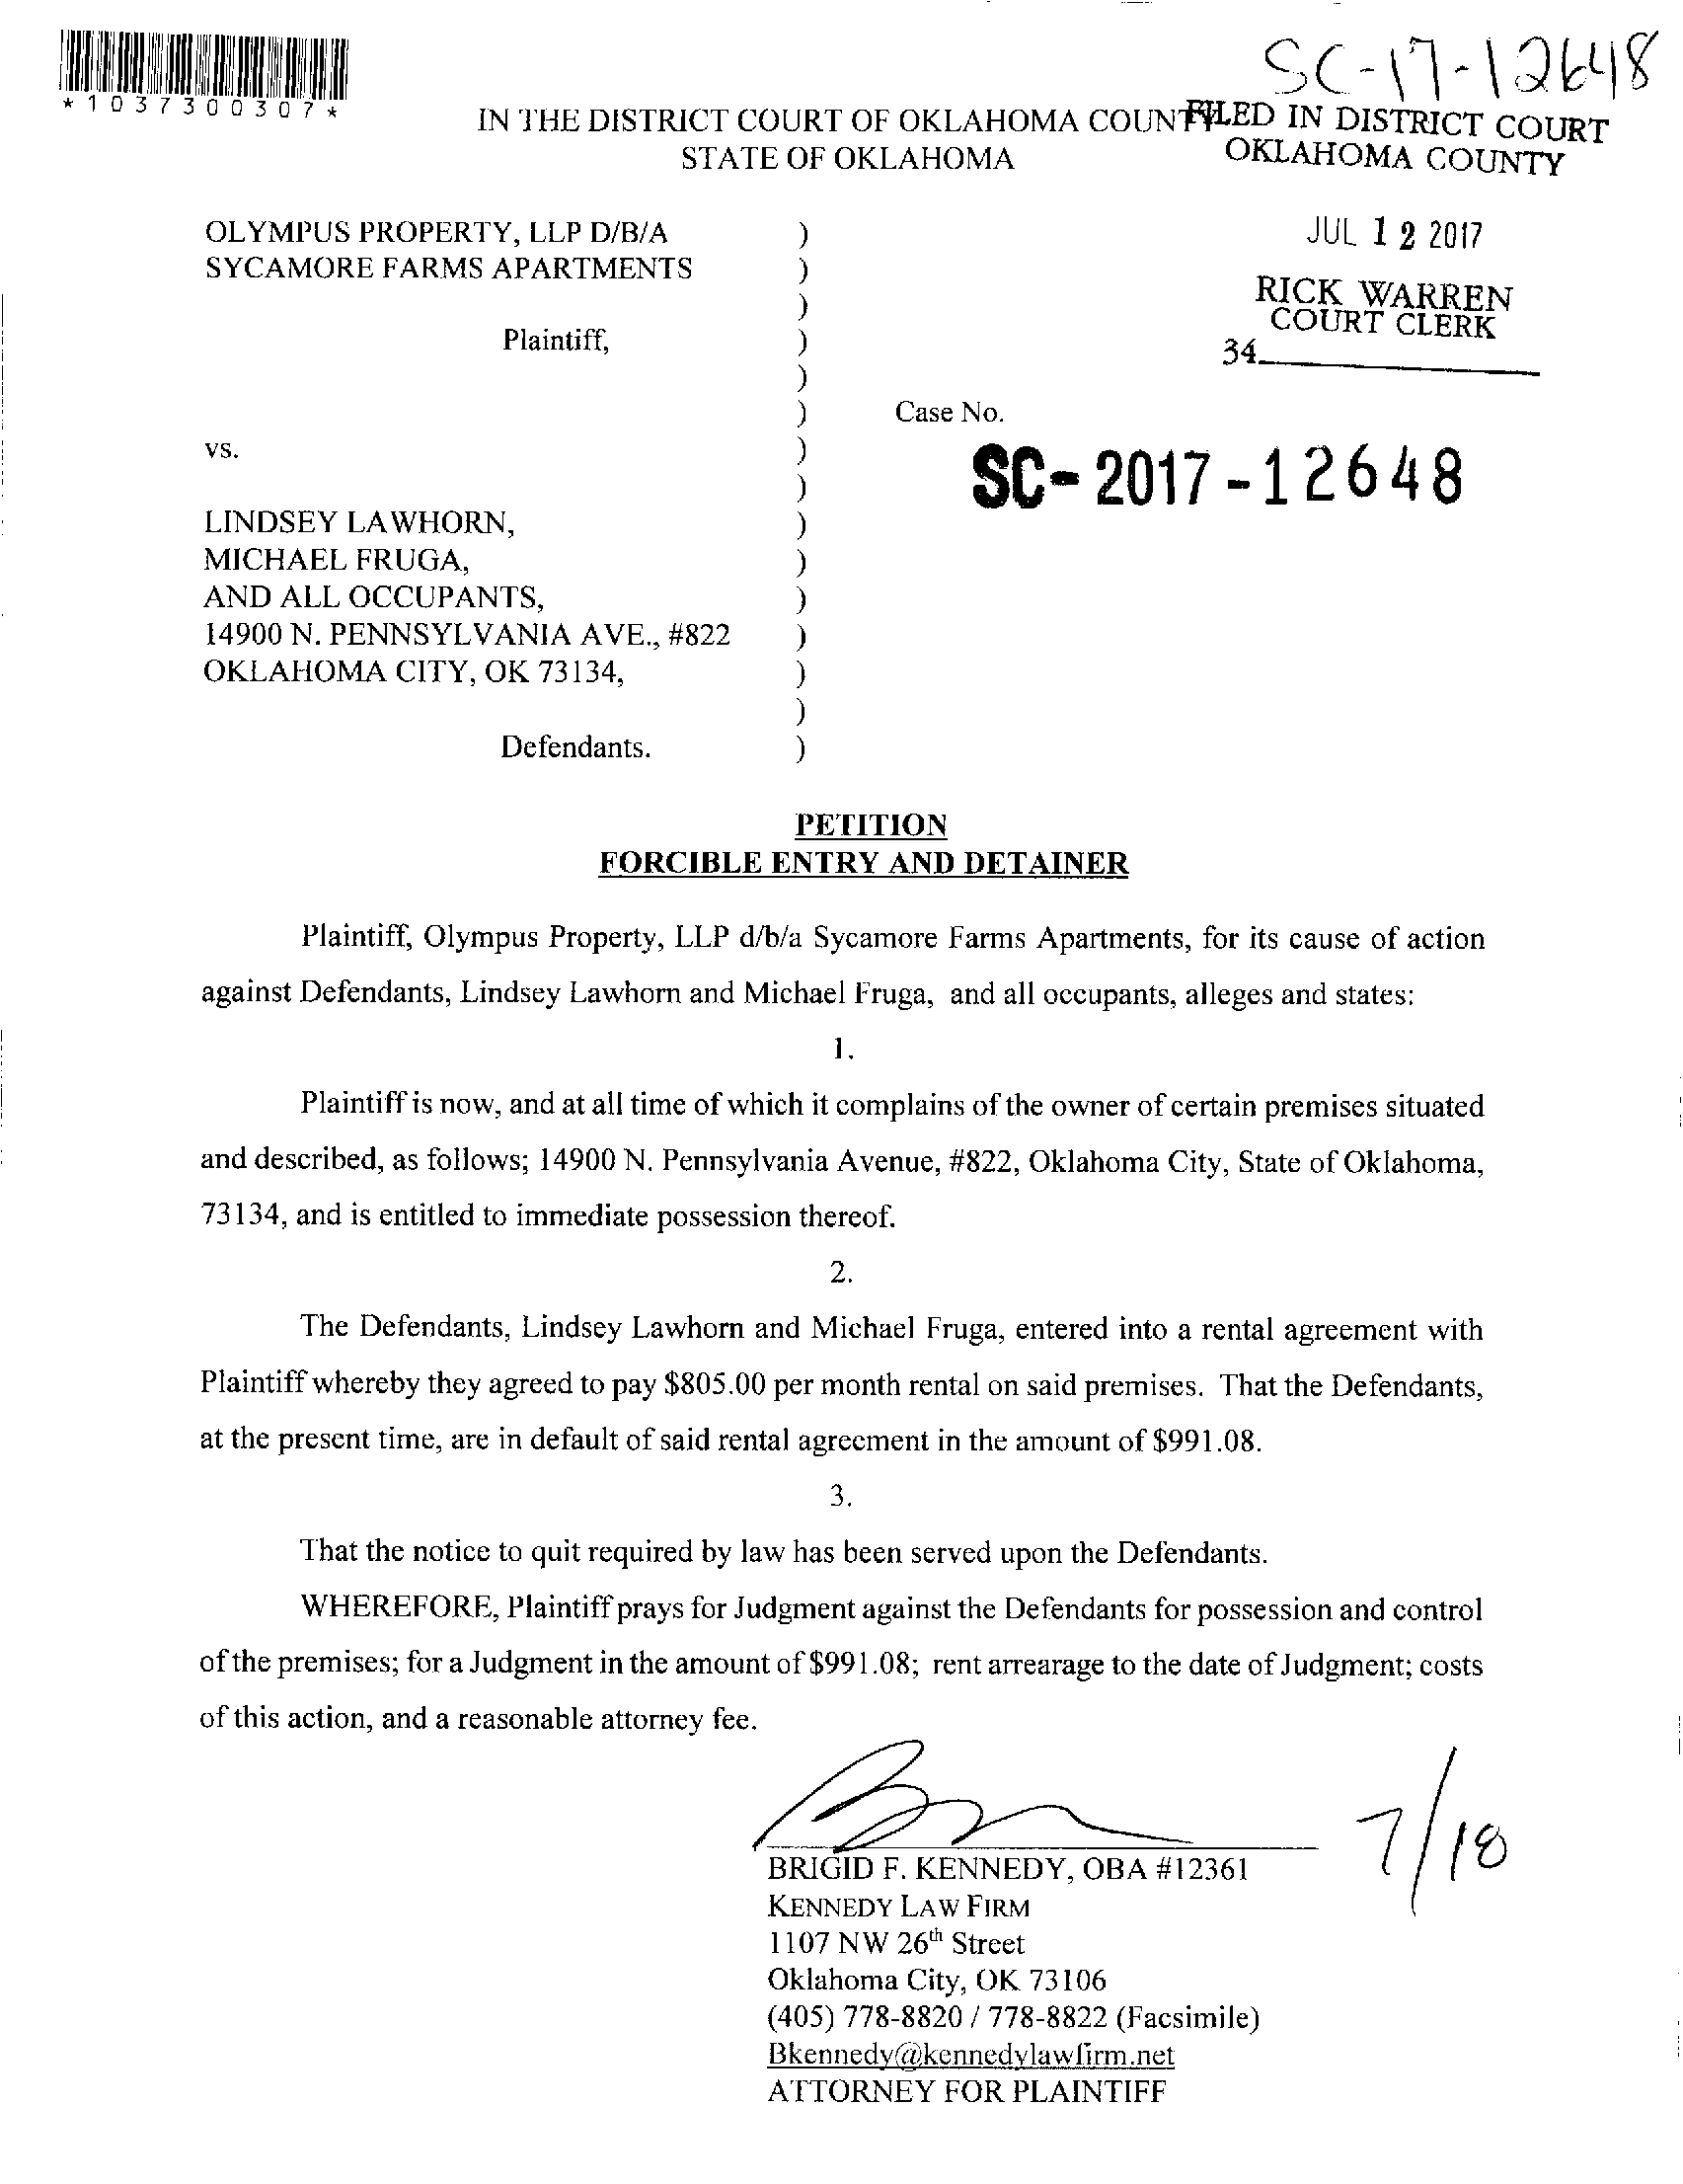 SC-17-12648
*1037300307*
IN THE DISTRICT COURT OF OKLAHOMA COUNTY
STATE OF OKLAHOMA
FILED IN DISTRICT COURT
OKLAHOMA COUNTY
JUL 12 2017
RICK WARREN
COURT CLERK
34
OLYMPUS PROPERTY, LLP D/B/A )
SYCAMORE FARMS APARTMENTS )
)
Plaintiff, )
)
) Case No.
vs. )
) SC-2017-12648
LINDSEY LAWHORN, )
MICHAEL FRUGA, )
AND ALL OCCUPANTS, )
14900 N. PENNSYLVANIA AVE., #822 )
OKLAHOMA CITY, OK 73134, )
)
Defendants. )
PETITION
FORCIBLE ENTRY AND DETAINER
Plaintiff, Olympus Property, LLP d/b/a Sycamore Farms Apartments, for its cause of action
against Defendants, Lindsey Lawhorn and Michael Fruga, and all occupants, alleges and states:
1.
Plaintiff is now, and at all time of which it complains of the owner of certain premises situated
and described, as follows; 14900 N. Pennsylvania Avenue, #822, Oklahoma City, State of Oklahoma,
73134, and is entitled to immediate possession thereof.
2.
The Defendants, Lindsey Lawhorn and Michael Fruga, entered into a rental agreement with
Plaintiff whereby they agreed to pay $805.00 per month rental on said premises. That the Defendants,
at the present time, are in default of said rental agreement in the amount of $991.08.
3.
That the notice to quit required by law has been served upon the Defendants.
WHEREFORE, Plaintiff prays for Judgment against the Defendants for possession and control
of the premises; for a Judgment in the amount of $991.08; rent arrearage to the date of Judgment; costs
of this action, and a reasonable attorney fee.
7/18
BRIGID F. KENNEDY, OBA #12361
KENNEDY LAW FIRM
1107 NW 26th Street
Oklahoma City, OK 73106
(405) 778-8820 / 778-8822 (Facsimile)
Bkennedy@kennedylawfirm.net
ATTORNEY FOR PLAINTIFF